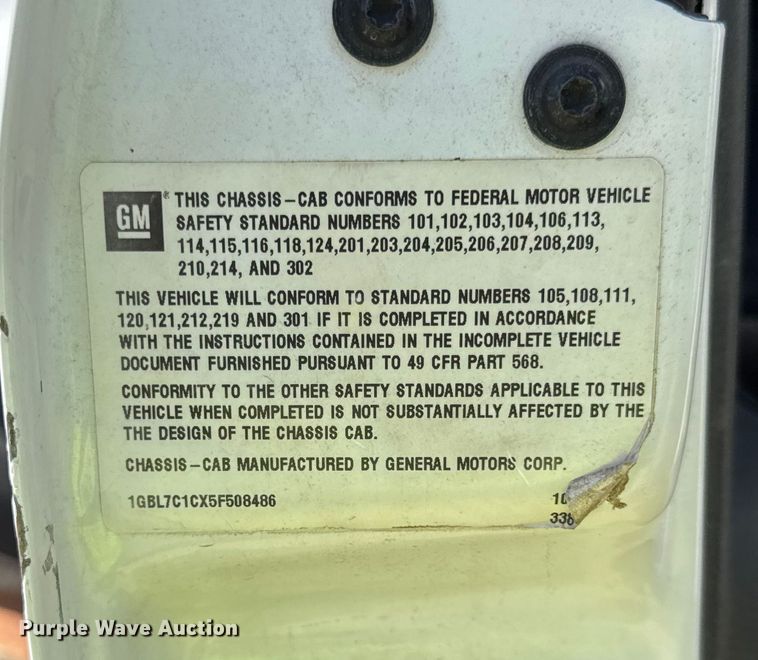 GM
® THIS CHASSIS-CAB CONFORMS TO FEDERAL MOTOR VEHICLE
SAFETY STANDARD NUMBERS 101,102,103,104,106,113,
114,115,116,118,124,201,203,204,205,206,207,208,209,
210,214, AND 302
THIS VEHICLE WILL CONFORM TO STANDARD NUMBERS 105,108,111,
120,121,212,219 AND 301 IF IT IS COMPLETED IN ACCORDANCE
WITH THE INSTRUCTIONS CONTAINED IN THE INCOMPLETE VEHICLE
DOCUMENT FURNISHED PURSUANT TO 49 CFR PART 568.
CONFORMITY TO THE OTHER SAFETY STANDARDS APPLICABLE TO THIS
VEHICLE WHEN COMPLETED IS NOT SUBSTANTIALLY AFFECTED BY THE
THE DESIGN OF THE CHASSIS CAB.
CHASSIS-CAB MANUFACTURED BY GENERAL MOTORS CORP.
1GBL7C1CX5F508486
Purple Wave Auction